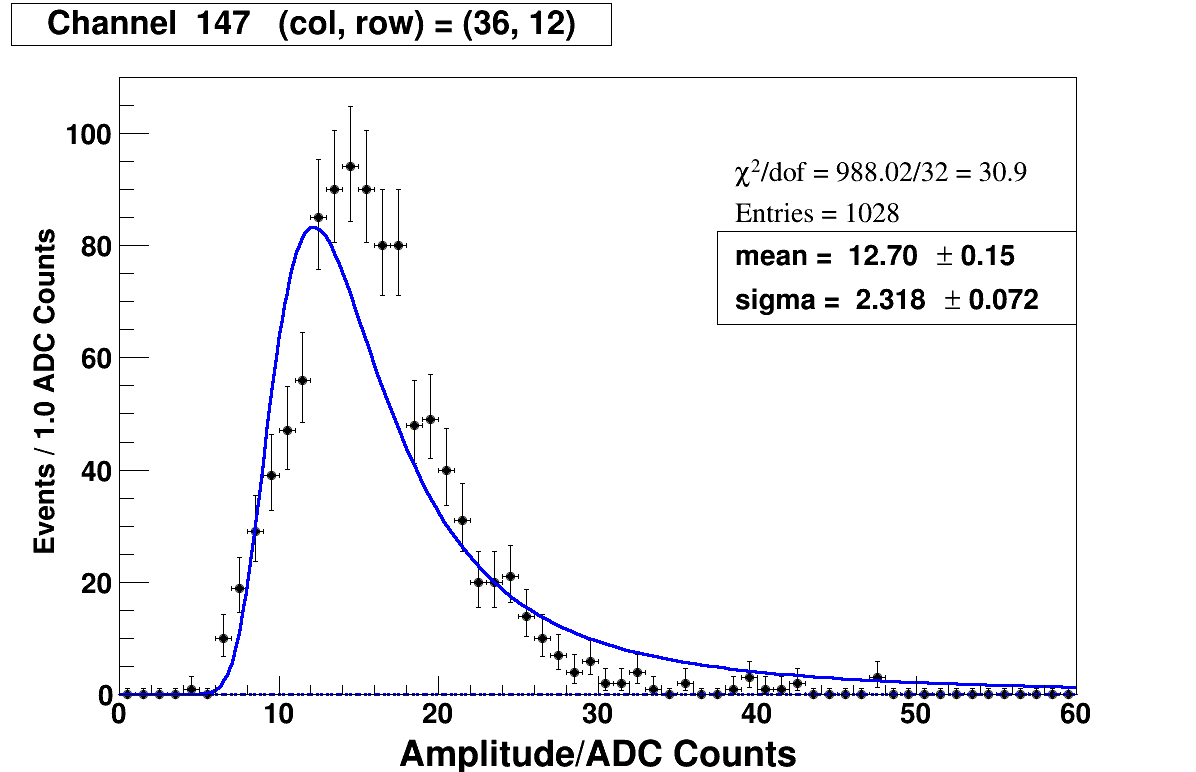 Channel 147 (col, row) = (36, 12)
χ²/dof = 988.02/32 = 30.9
Entries = 1028
mean = 12.70 ± 0.15
sigma = 2.318 ± 0.072
Events / 1.0 ADC Counts
100
80
60
40
20
0
0 10 20 30 40 50 60
Amplitude/ADC Counts